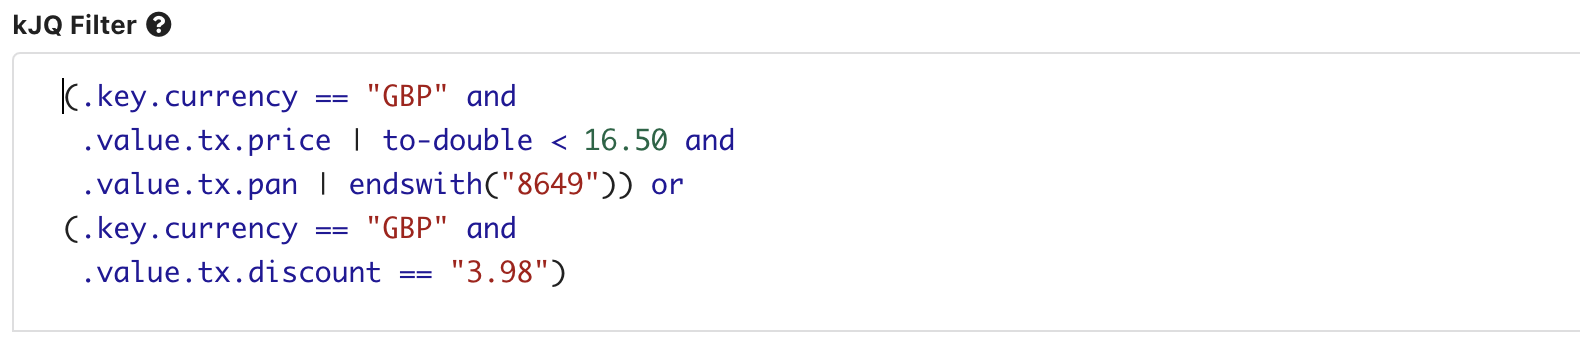 kJQ Filter ?
(.key.currency == "GBP" and
.value.tx.price | to-double < 16.50 and
.value.tx.pan | endswith("8649")) or
(.key.currency == "GBP" and
.value.tx.discount == "3.98")